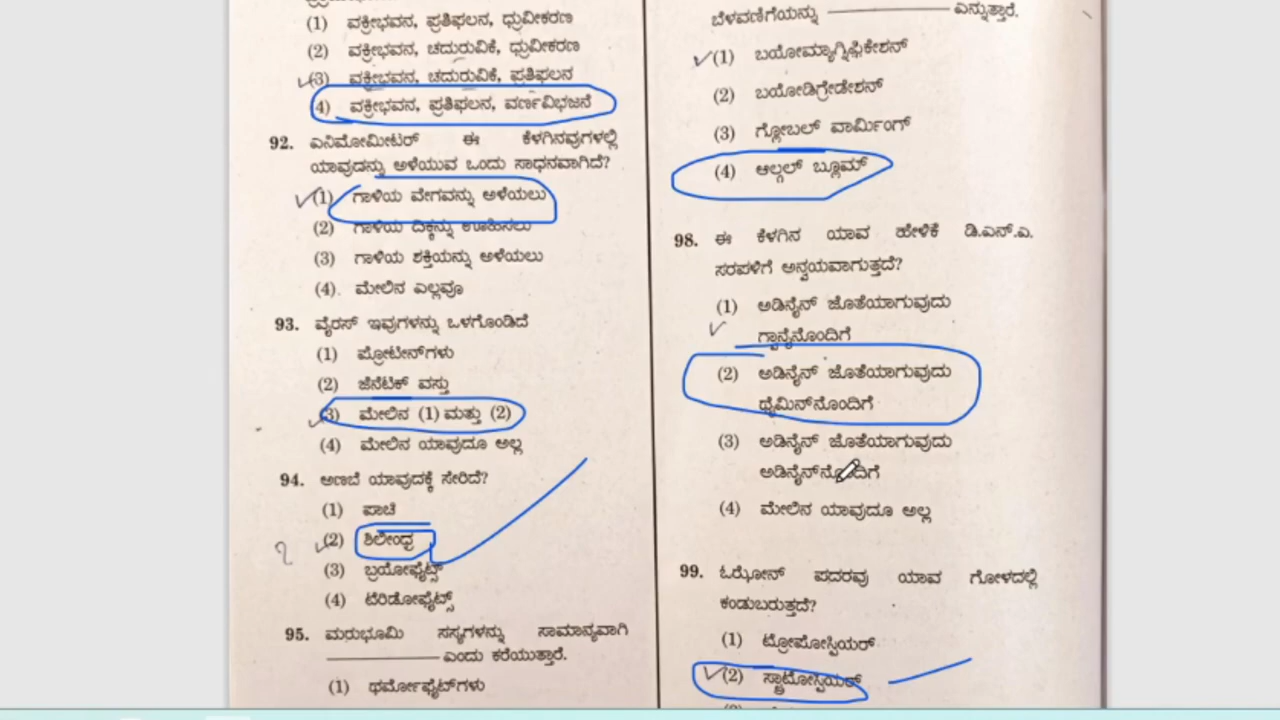 (1) ವಕ್ರೀಭವನ, ಪ್ರತಿಫಲನ, ಧ್ರುವೀಕರಣ
(2) ವಕ್ರೀಭವನ, ಚದುರುವಿಕೆ, ಧ್ರುವೀಕರಣ
(3) ವಕ್ರೀಭವನ, ಚದುರುವಿಕೆ, ಪ್ರತಿಫಲನ
4) ವಕ್ರೀಭವನ, ಪ್ರತಿಫಲನ, ವರ್ಣವಿಭಜನೆ
92. ಎನಿಮೋಮೀಟರ್ ಈ ಕೆಳಗಿನವುಗಳಲ್ಲಿ
ಯಾವುದನ್ನು ಅಳೆಯುವ ಒಂದು ಸಾಧನವಾಗಿದೆ?
(1) ಗಾಳಿಯ ವೇಗವನ್ನು ಅಳೆಯಲು
(2) ಗಾಳಿಯ ದಿಕ್ಕನ್ನು ಊಹಿಸಲು
(3) ಗಾಳಿಯ ಶಕ್ತಿಯನ್ನು ಅಳೆಯಲು
(4). ಮೇಲಿನ ಎಲ್ಲವೂ
93. ವೈರಸ್ ಇವುಗಳನ್ನು ಒಳಗೊಂಡಿದೆ
(1) ಪ್ರೋಟೀನ್‌ಗಳು
(2) ಜೆನೆಟಿಕ್ ವಸ್ತು
(3) ಮೇಲಿನ (1) ಮತ್ತು (2)
(4) ಮೇಲಿನ ಯಾವುದೂ ಅಲ್ಲ
94. ಅಣಬೆ ಯಾವುದಕ್ಕೆ ಸೇರಿದೆ?
(1) ಪಾಚಿ
(2) ಶಿಲೀಂಧ್ರ
(3) ಬ್ರಯೋಫೈಟ್ಸ್
(4) ಟೆರಿಡೋಫೈಟ್ಸ್
95. ಮರುಭೂಮಿ ಸಸ್ಯಗಳನ್ನು ಸಾಮಾನ್ಯವಾಗಿ
ಎಂದು ಕರೆಯುತ್ತಾರೆ.
(1) ಥರ್ಮೋಫೈಟ್‌ಗಳು
ಬೆಳವಣಿಗೆಯನ್ನು ಎನ್ನುತ್ತಾರೆ.
(1) ಬಯೋಮ್ಯಾಗ್ನಿಫಿಕೇಶನ್
(2) ಬಯೋಡಿಗ್ರೇಡೇಶನ್
(3) ಗ್ಲೋಬಲ್ ವಾರ್ಮಿಂಗ್
(4) ಆಲ್ಗಲ್ ಬ್ಲೂಮ್
98. ಈ ಕೆಳಗಿನ ಯಾವ ಹೇಳಿಕೆ ಡಿ.ಎನ್.ಎ.
ಸರಪಳಿಗೆ ಅನ್ವಯವಾಗುತ್ತದೆ?
(1) ಅಡಿನೈನ್ ಜೊತೆಯಾಗುವುದು
ಗ್ವಾನೈನೊಂದಿಗೆ
(2) ಅಡಿನೈನ್ ಜೊತೆಯಾಗುವುದು
ಥೈಮಿನ್‌ನೊಂದಿಗೆ
(3) ಅಡಿನೈನ್ ಜೊತೆಯಾಗುವುದು
ಅಡಿನೈನ್‌ನೊಂದಿಗೆ
(4) ಮೇಲಿನ ಯಾವುದೂ ಅಲ್ಲ
99. ಓಝೋನ್ ಪದರವು ಯಾವ ಗೋಳದಲ್ಲಿ
ಕಂಡುಬರುತ್ತದೆ?
(1) ಟ್ರೋಪೋಸ್ಪಿಯರ್
(2) ಸ್ಟ್ರಾಟೋಸ್ಪಿಯರ್